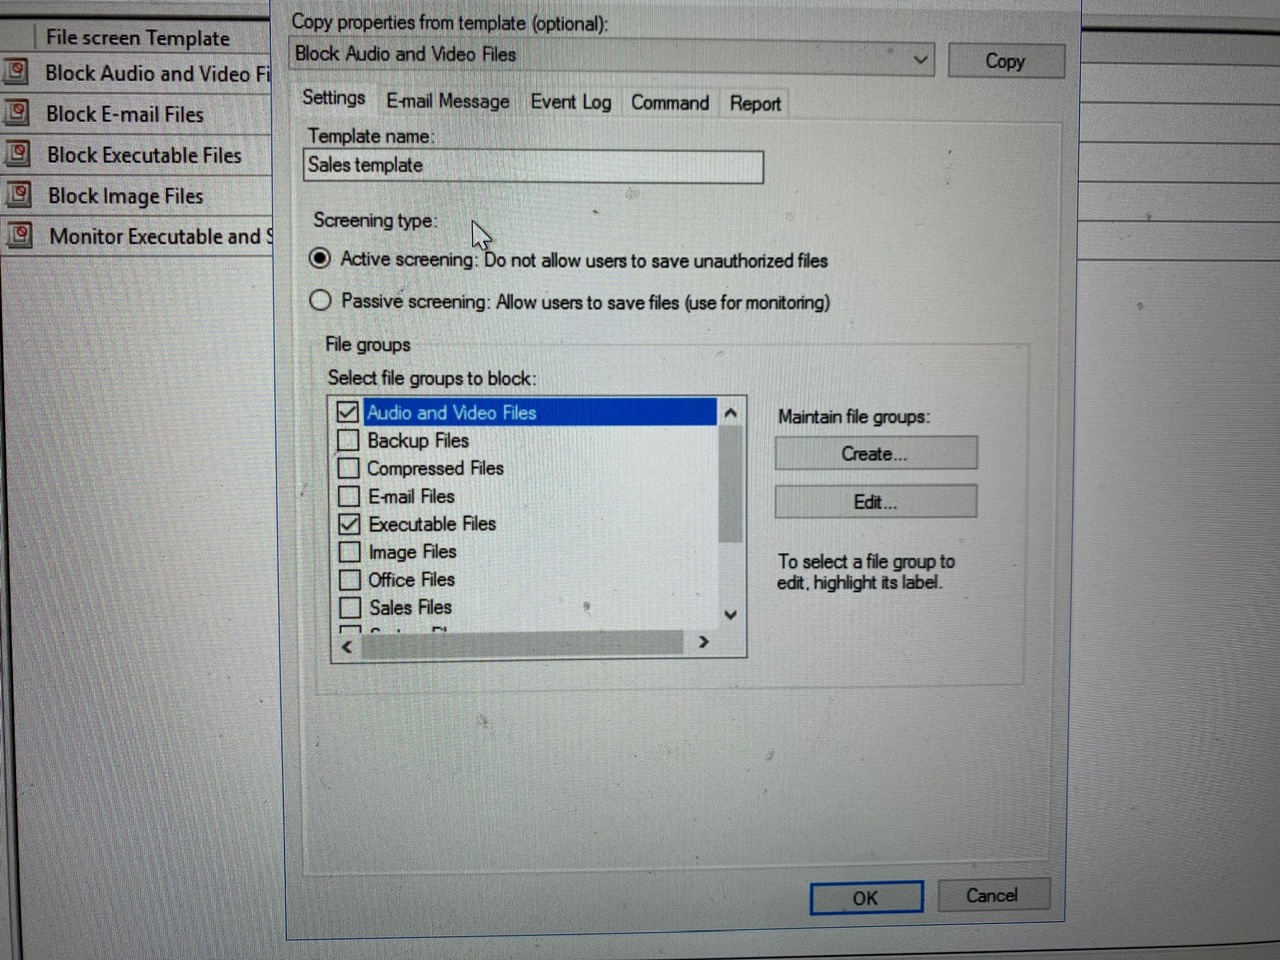 Copy properties from template (optional):
Block Audio and Video Files
Copy
File screen Template
Block Audio and Video Fi
Block E-mail Files
Block Executable Files
Block Image Files
Monitor Executable and S
Settings E-mail Message Event Log Command Report
Template name:
Sales template
Screening type:
Active screening: Do not allow users to save unauthorized files
Passive screening: Allow users to save files (use for monitoring)
File groups
Select file groups to block:
Audio and Video Files
Backup Files
Compressed Files
E-mail Files
Executable Files
Image Files
Office Files
Sales Files
Maintain file groups:
Create...
Edit...
To select a file group to
edit, highlight its label.
OK Cancel